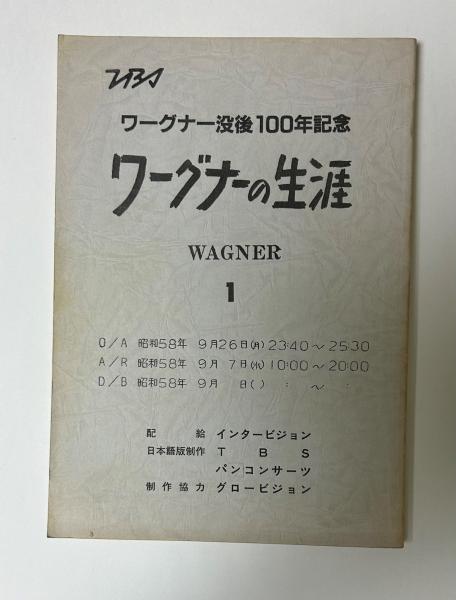 TBS
ワーグナー没後100年記念
ワーグナーの生涯
WAGNER
1
O/A 昭和58年 9月26日(月) 23:40～25:30
A/R 昭和58年 9月 7日(水) 10:00～20:00
D/B 昭和58年 9月 日( ) : ～ :
配給 インタービジョン
日本語版制作 TBS
パンコンサーツ
制作協力 グロービジョン